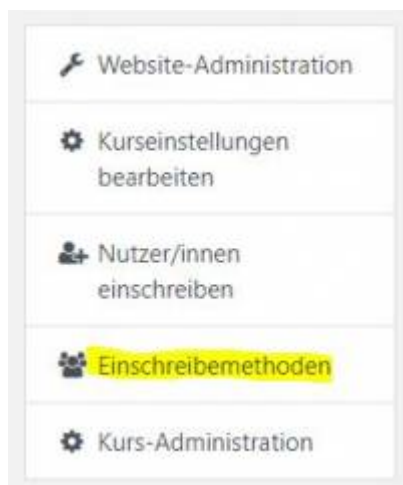 Website-Administration
Kurseinstellungen
bearbeiten
Nutzer/innen
einschreiben
Einschreibemethoden
Kurs-Administration